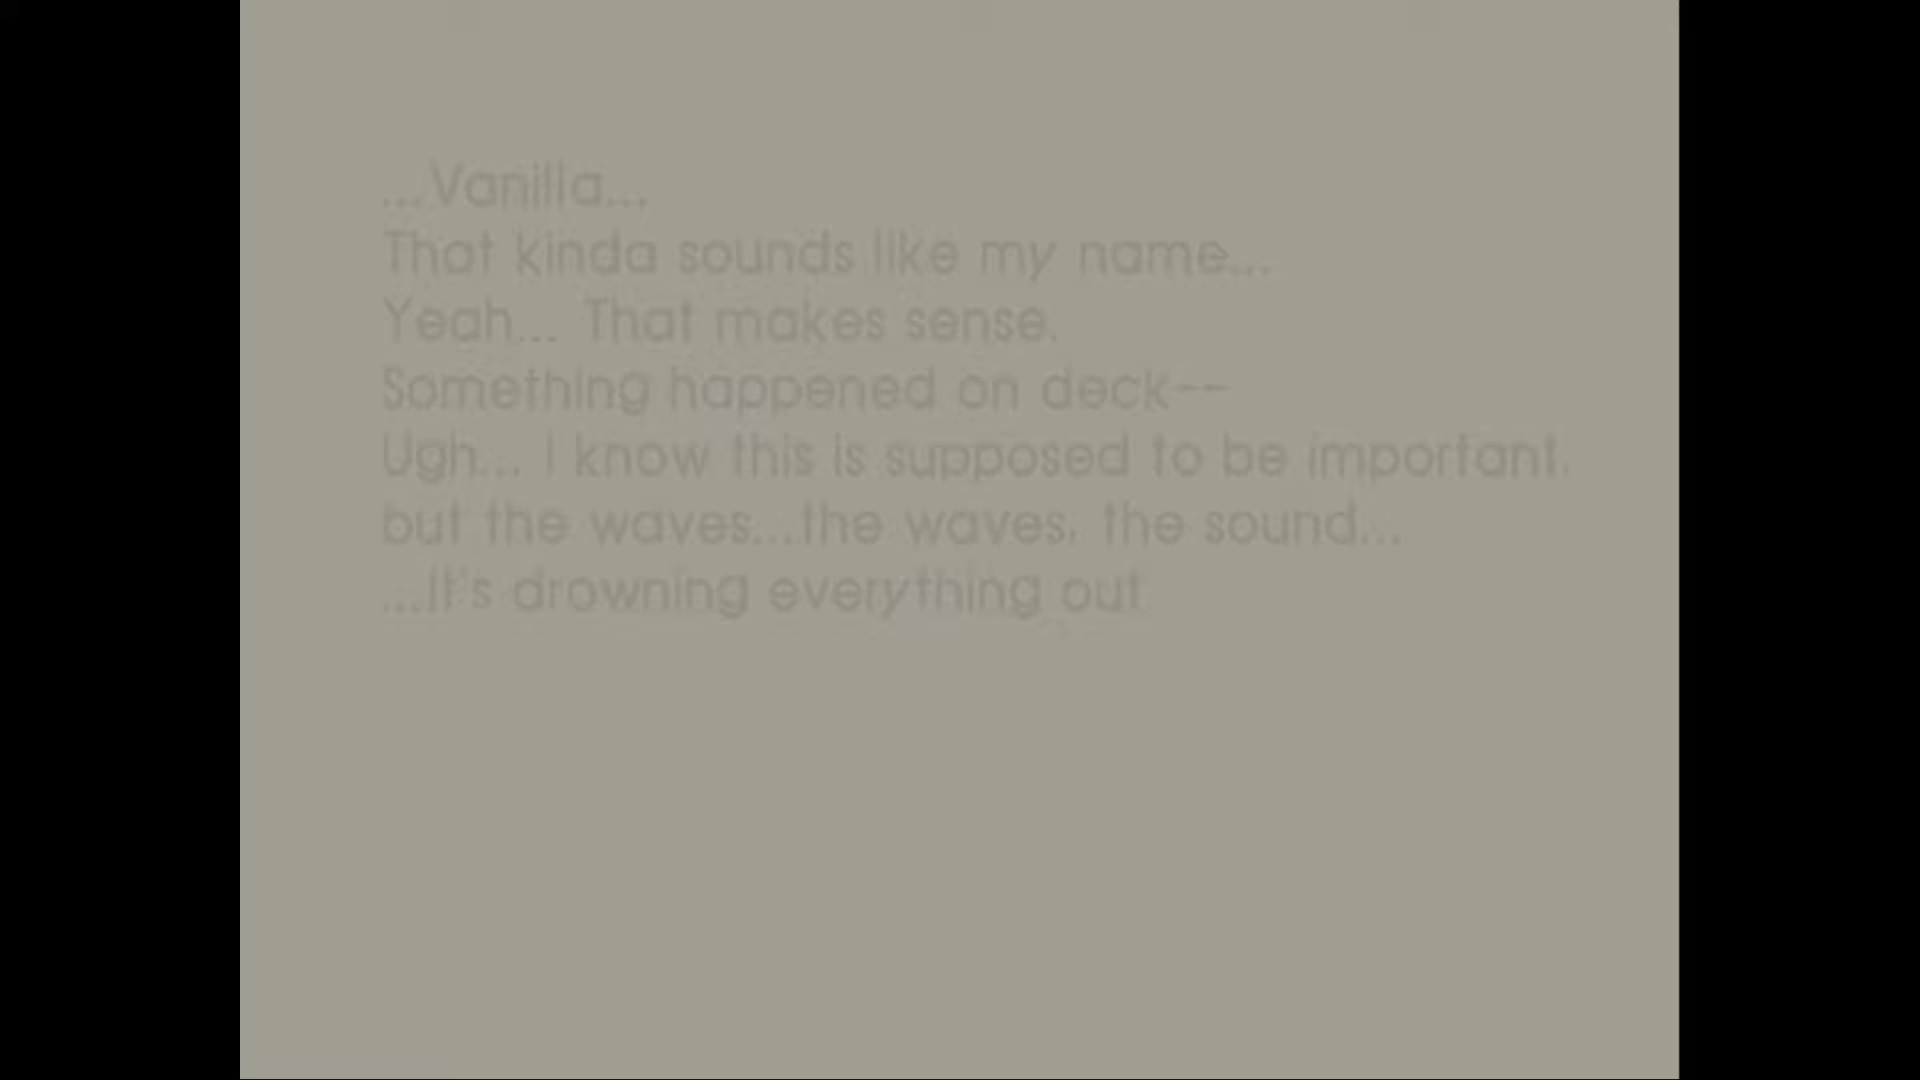 ...Vanilla...
That kinda sounds like my name...
Yeah... That makes sense.
Something happened on deck--
Ugh... I know this is supposed to be important,
but the waves...the waves, the sound...
...It's drowning everything out